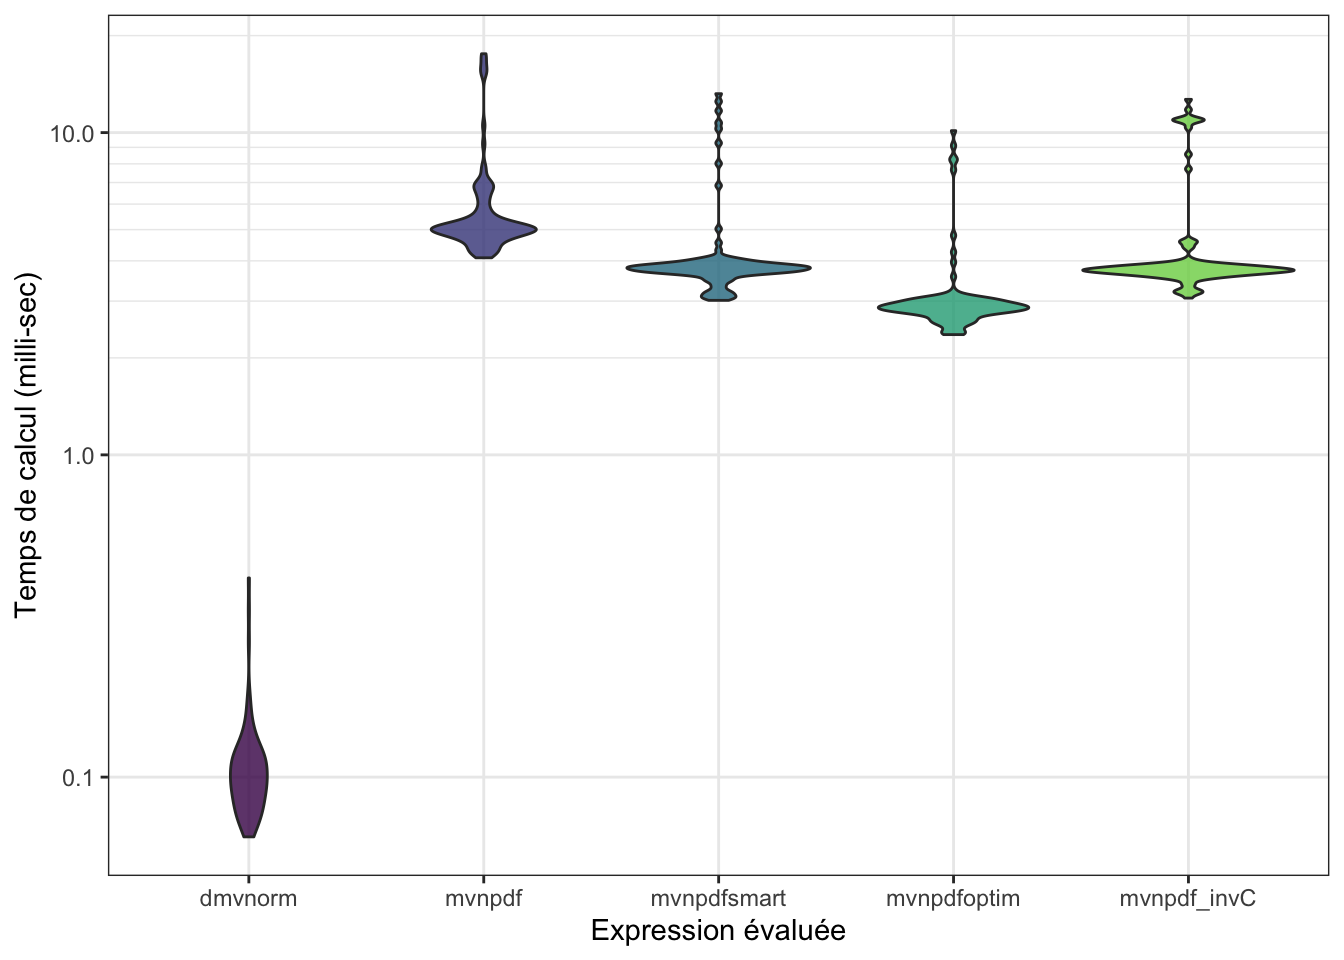 Temps de calcul (milli-sec)
10.0
1.0
0.1
dmvnorm
mvnpdf
mvnpdfsmart
mvnpdfoptim
mvnpdf_invC
Expression évaluée